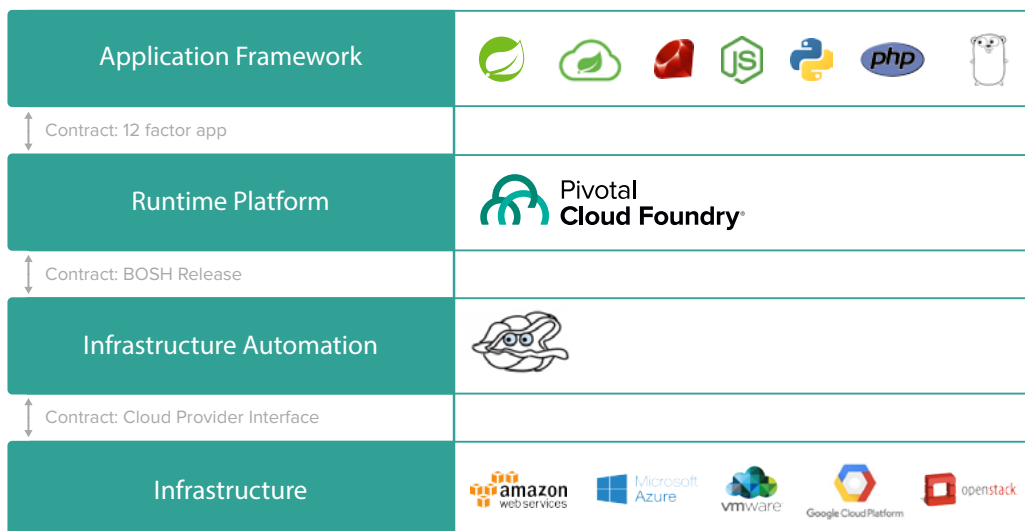 Application Framework
JS
php
Contract: 12 factor app
Runtime Platform
Pivotal
Cloud Foundry®
Contract: BOSH Release
Infrastructure Automation
Contract: Cloud Provider Interface
Infrastructure
amazon
web services
Microsoft
Azure
vmware
Google Cloud Platform
openstack